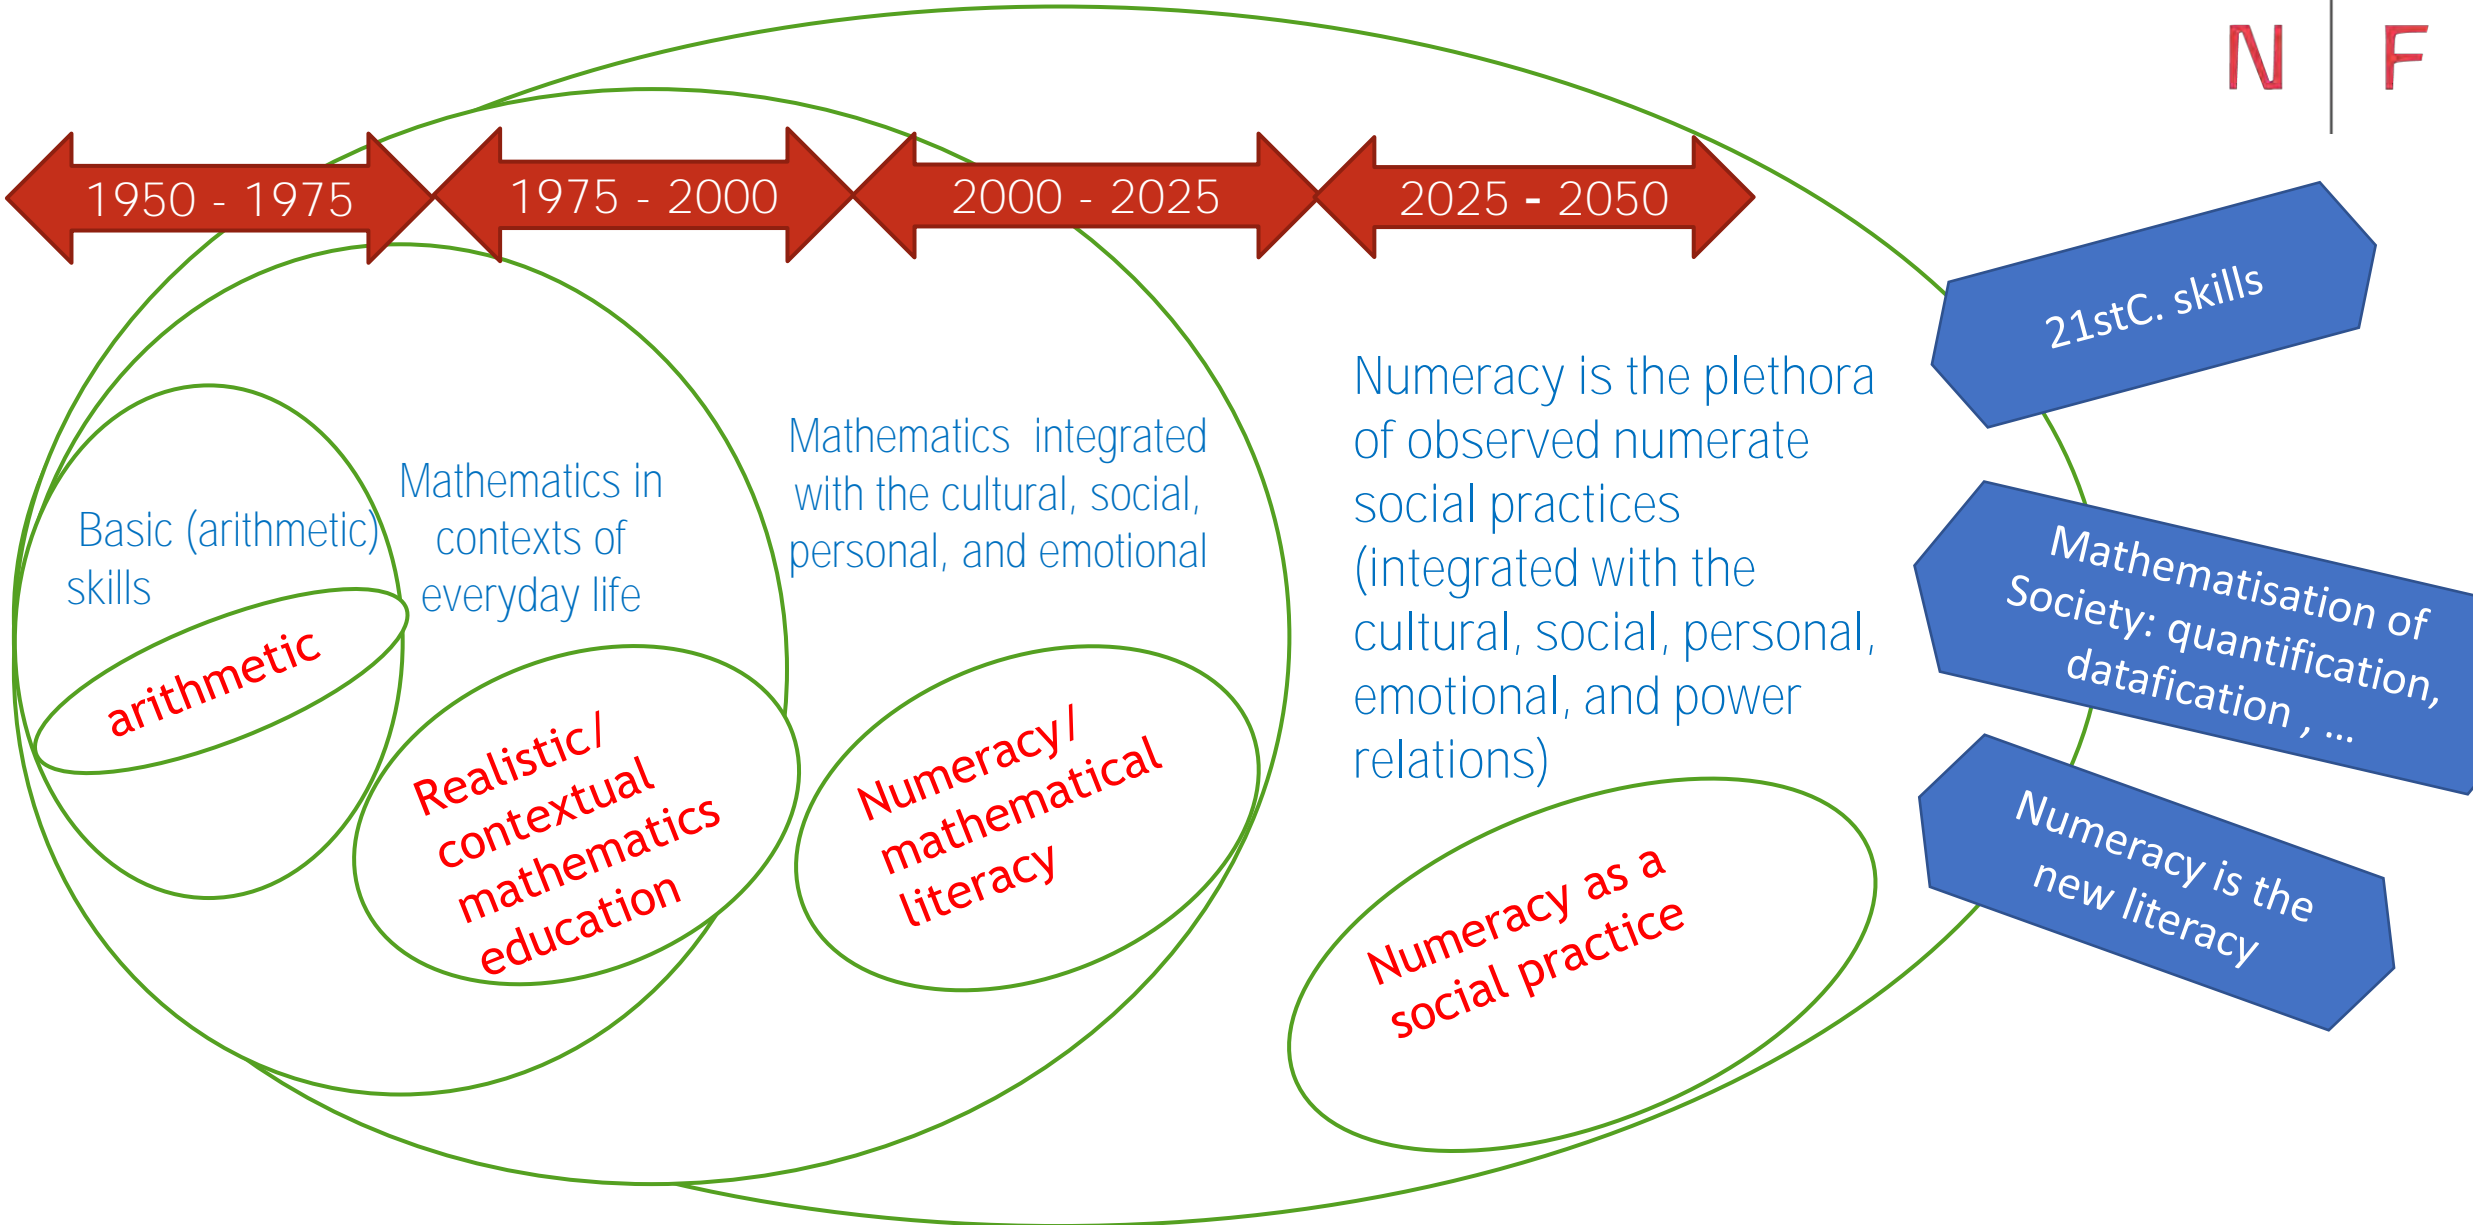 N F
1950 - 1975
1975 - 2000
2000 - 2025
2025 - 2050
Basic (arithmetic)
skills
arithmetic
Mathematics in
contexts of
everyday life
Realistic/
contextual
mathematics
education
Mathematics integrated
with the cultural, social,
personal, and emotional
Numeracy/
mathematical
literacy
Numeracy is the plethora
of observed numerate
social practices
(integrated with the
cultural, social, personal,
emotional, and power
relations)
Numeracy as a
social practice
21stC. skills
Mathematisation of
Society: quantification,
datafication , ...
Numeracy is the
new literacy